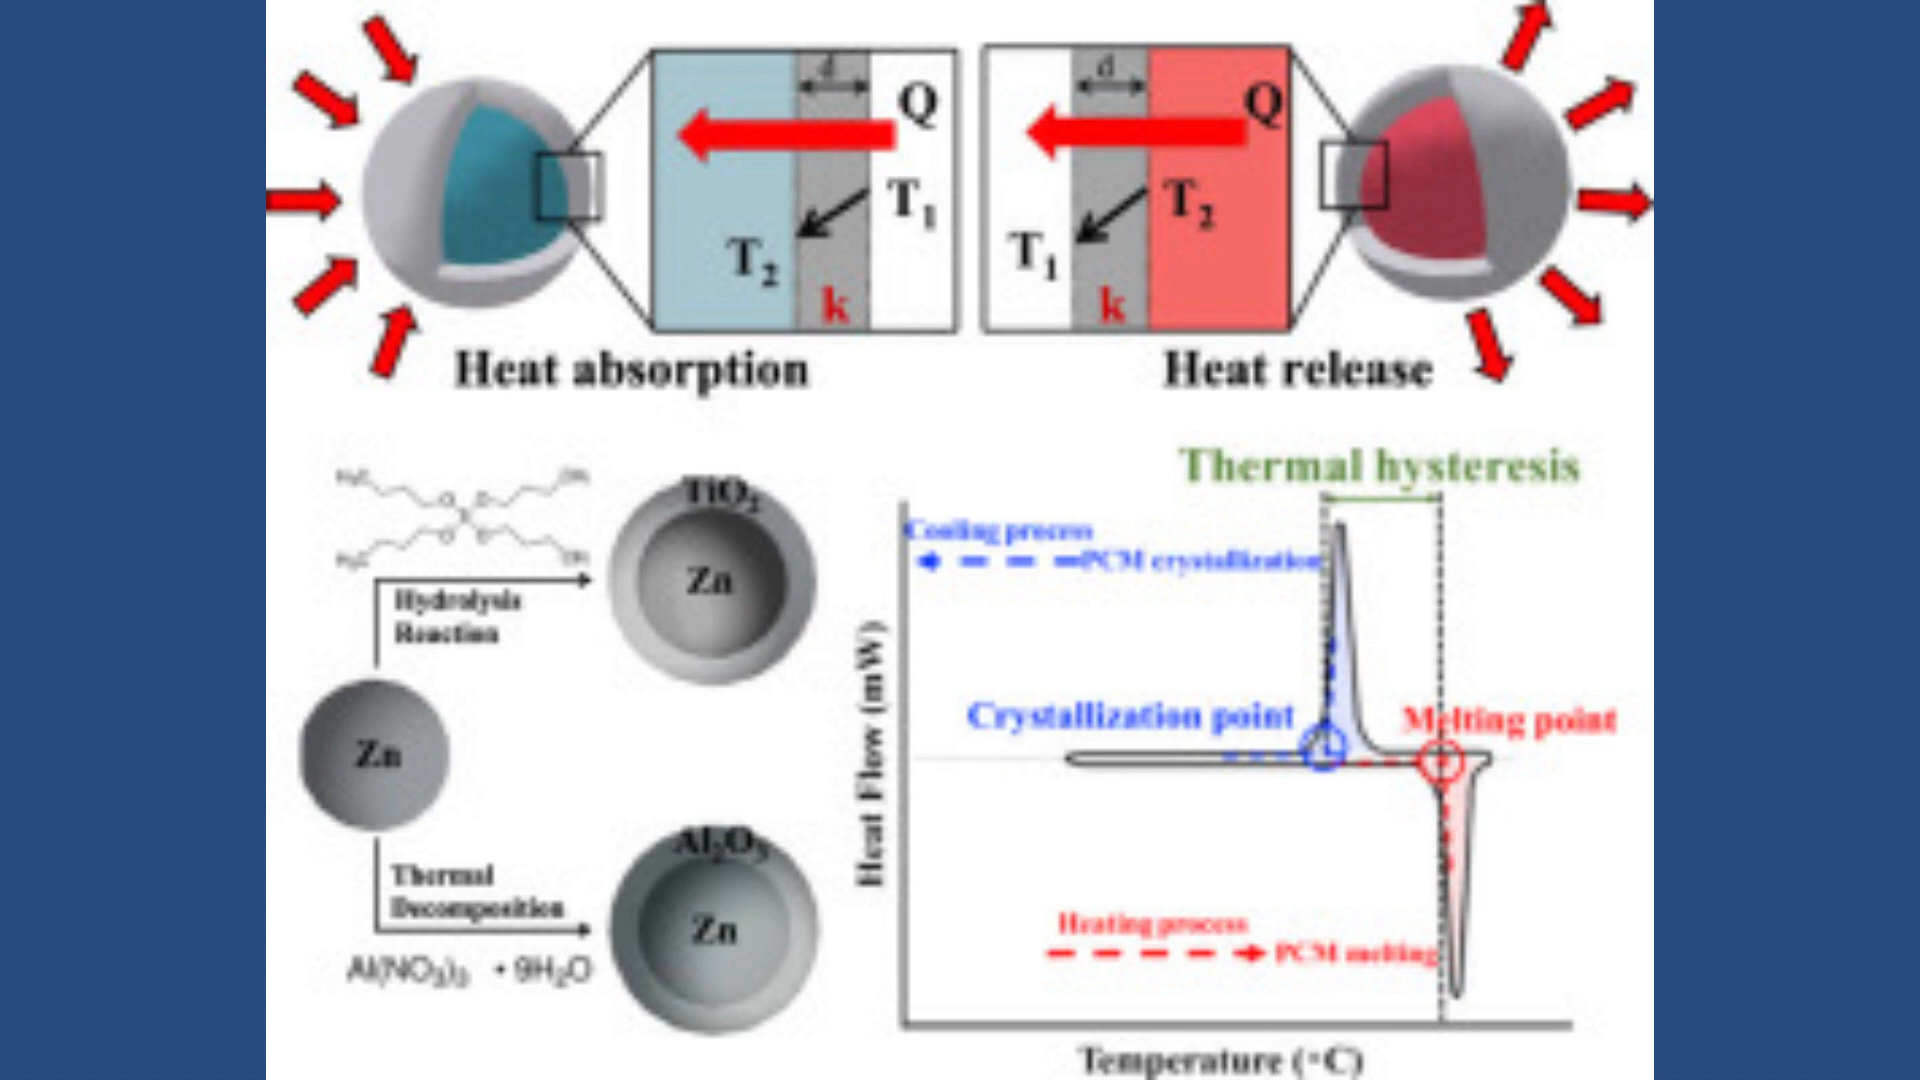 d
Q
T1
T2
k
Heat absorption
d
Q
T2
T1
k
Heat release
H3C
O
O
O
O
Hydrolysis
Reaction
TiO2
Zn
Zn
Thermal
Decomposition
Al(NO3)3 • 9H2O
Al2O3
Zn
Thermal hysteresis
Cooling process
PCM crystallization
Crystallization point
Melting point
Heating process
PCM melting
Heat Flow (mW)
Temperature (°C)